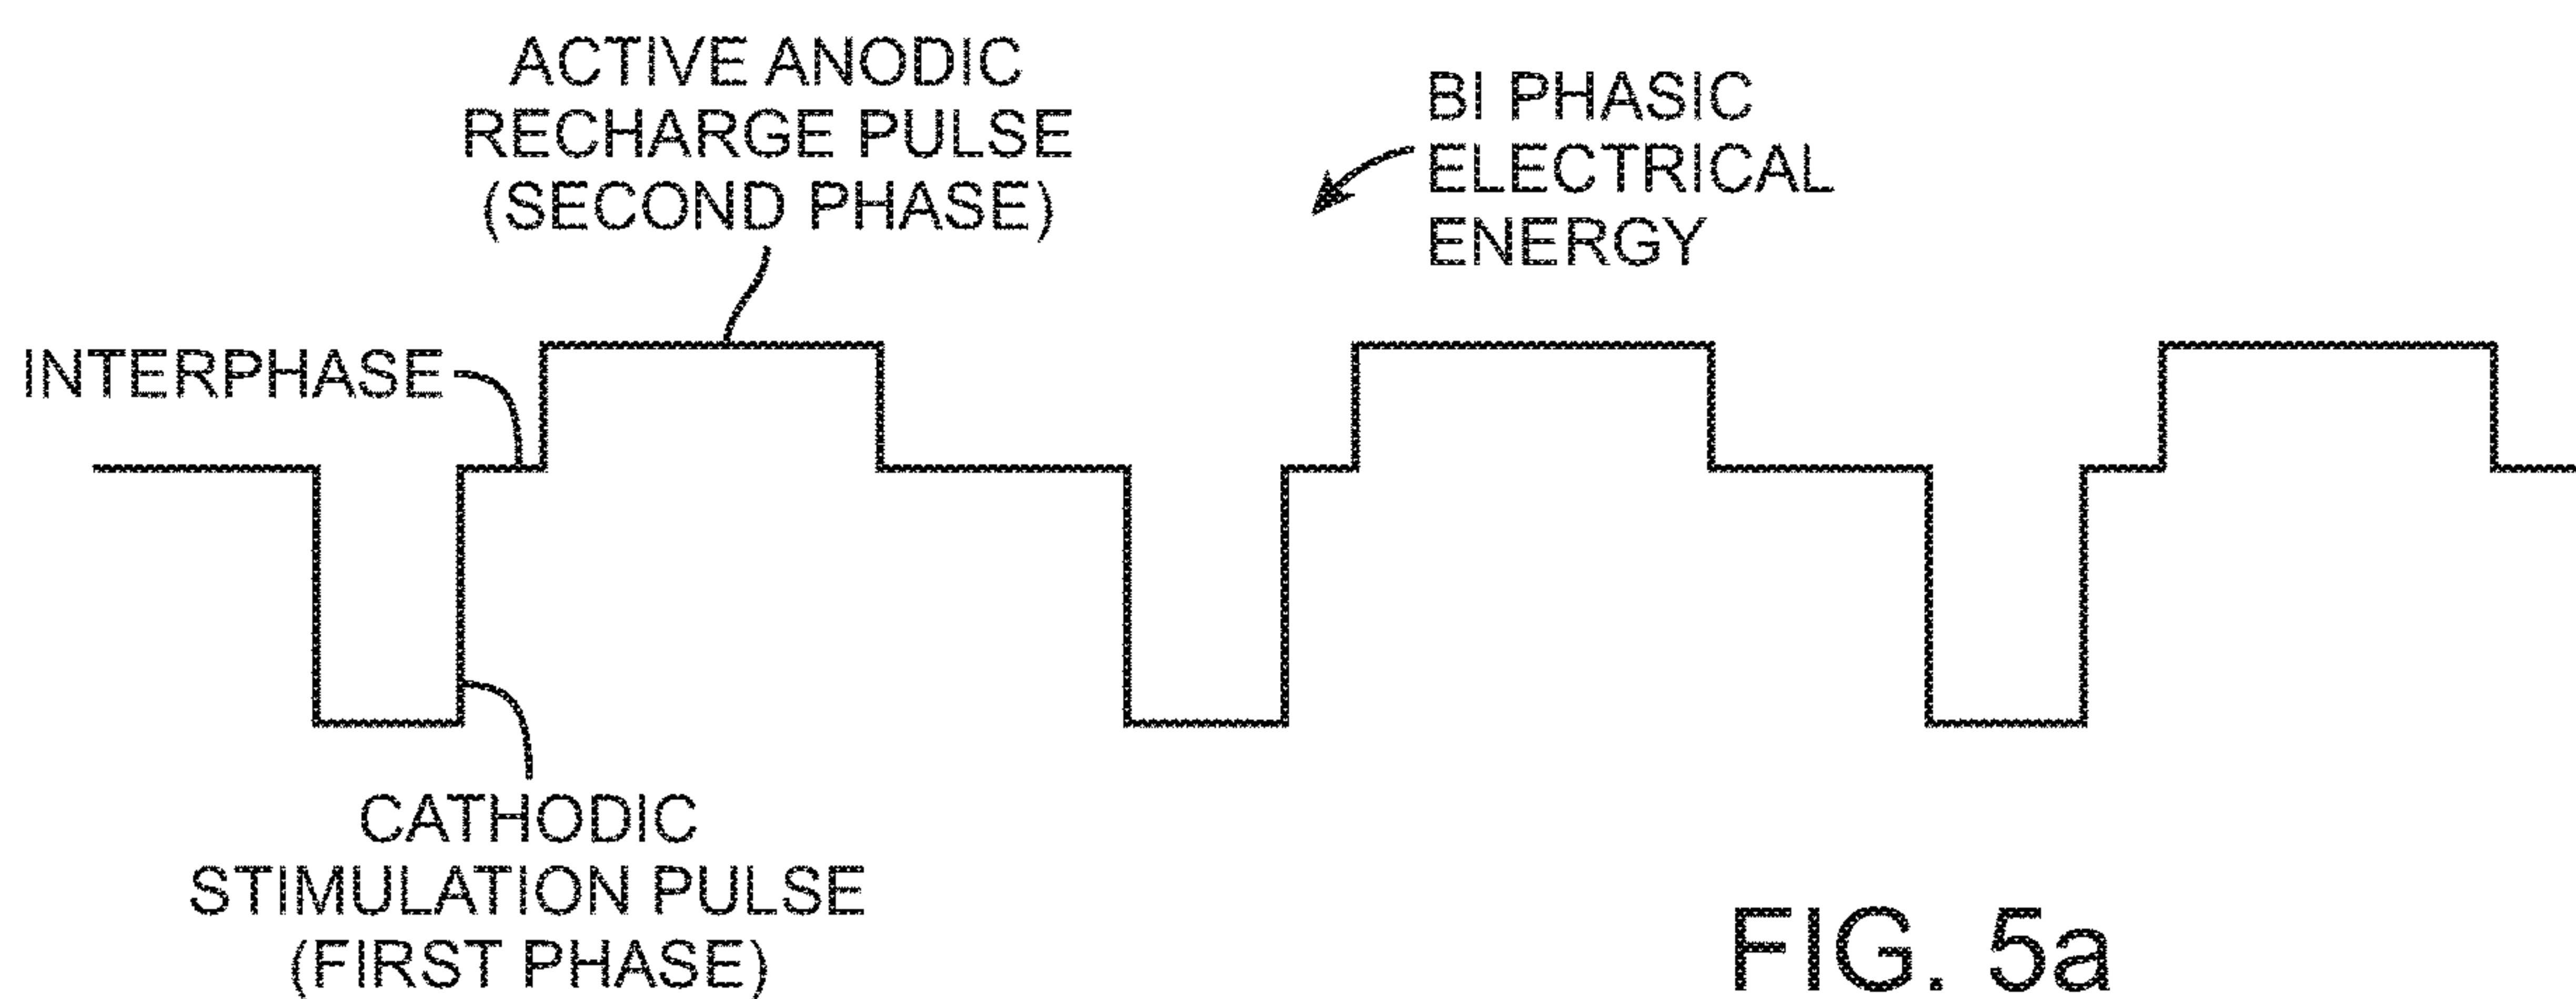 ACTIVE ANODIC
RECHARGE PULSE
(SECOND PHASE)
BI PHASIC
ELECTRICAL
ENERGY
INTERPHASE
CATHODIC
STIMULATION PULSE
(FIRST PHASE)
FIG. 5a